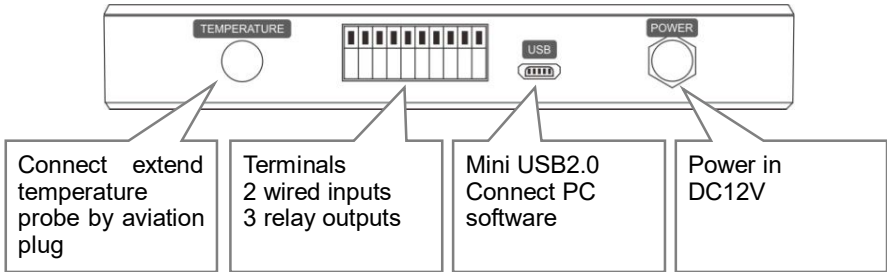 TEMPERATURE
USB
POWER
Connect extend
temperature
probe by aviation
plug
Terminals
2 wired inputs
3 relay outputs
Mini USB2.0
Connect PC
software
Power in
DC12V